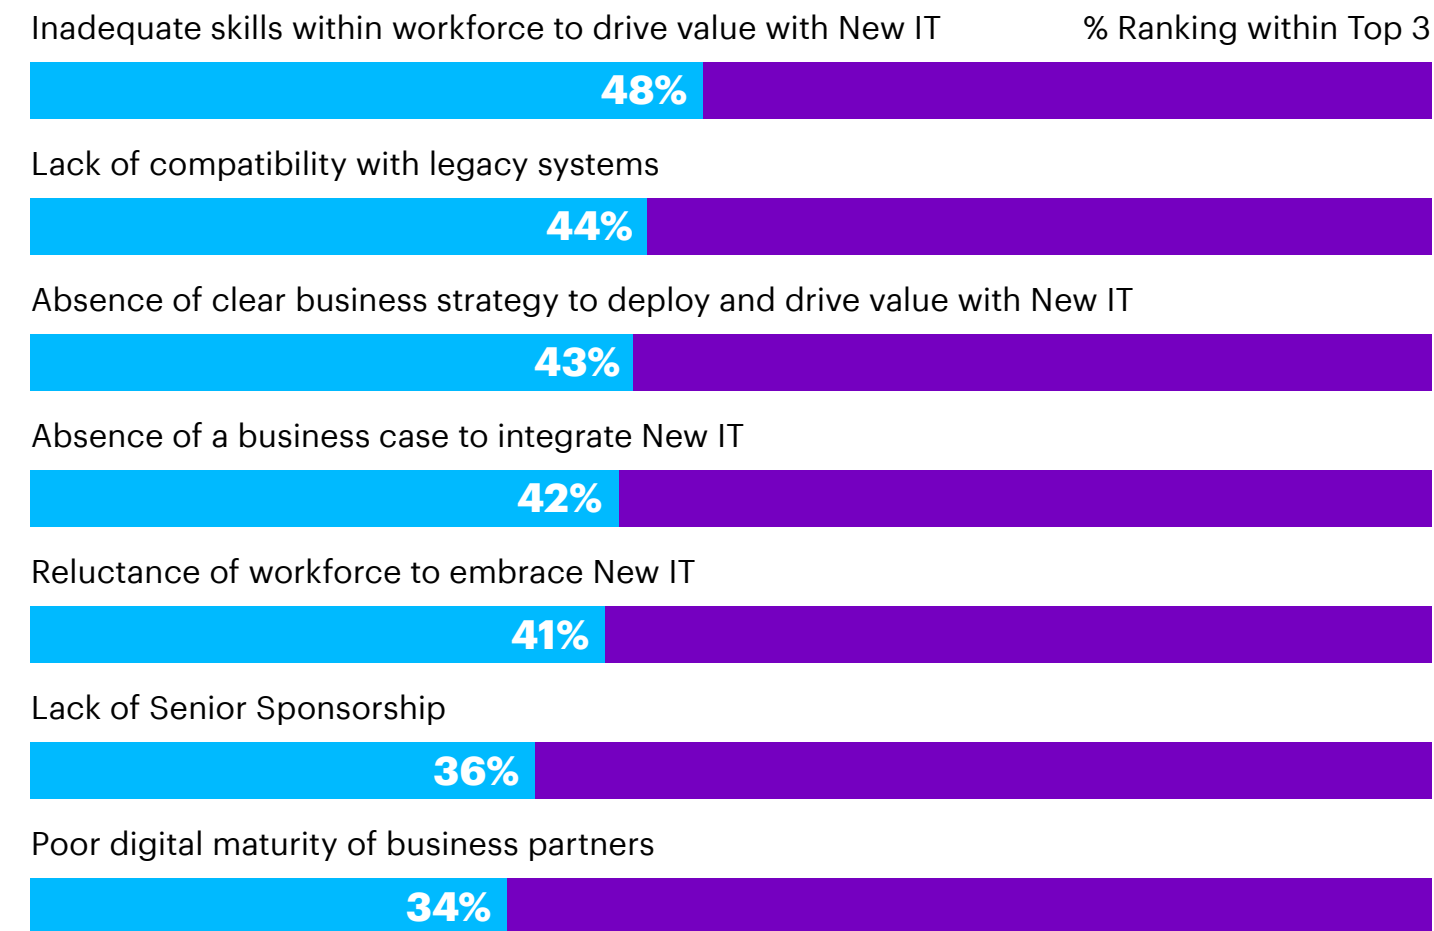 Inadequate skills within workforce to drive value with New IT
% Ranking within Top 3
48%
Lack of compatibility with legacy systems
44%
Absence of clear business strategy to deploy and drive value with New IT
43%
Absence of a business case to integrate New IT
42%
Reluctance of workforce to embrace New IT
41%
Lack of Senior Sponsorship
36%
Poor digital maturity of business partners
34%